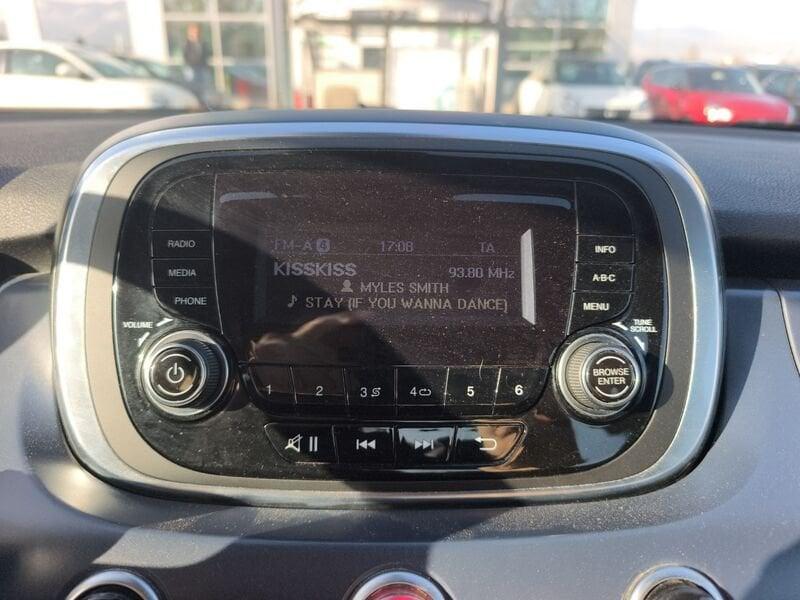 FM-A 4 17:08 TA
KISSKISS 93.80 MHz
MYLES SMITH
STAY (IF YOU WANNA DANCE)
RADIO
MEDIA
PHONE
INFO
A-B-C
MENU
VOLUME
TUNE
SCROLL
BROWSE
ENTER
1 2 3 4 5 6